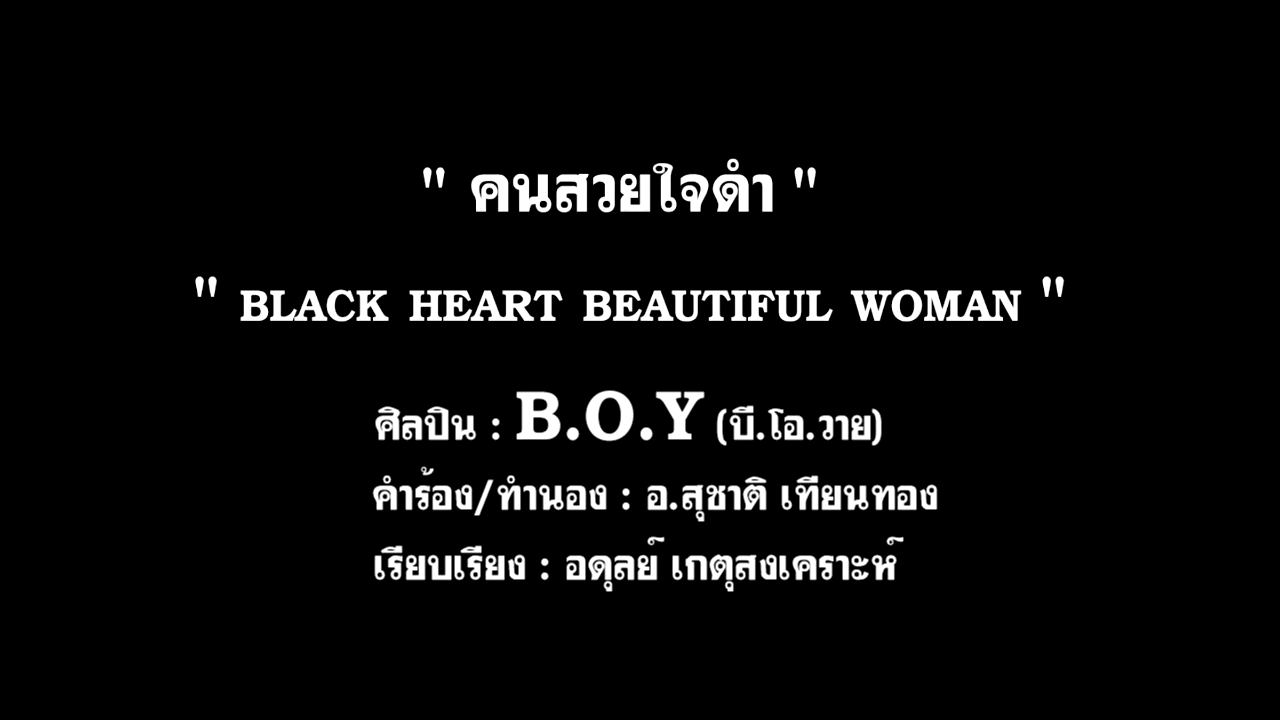 " คนสวยใจดำ "
" BLACK HEART BEAUTIFUL WOMAN "
ศิลปิน : B.O.Y (บี.โอ.วาย)
คำร้อง/ทำนอง : อ.สุชาติ เทียนทอง
เรียบเรียง : อดุลย์ เกตุสงเคราะห์